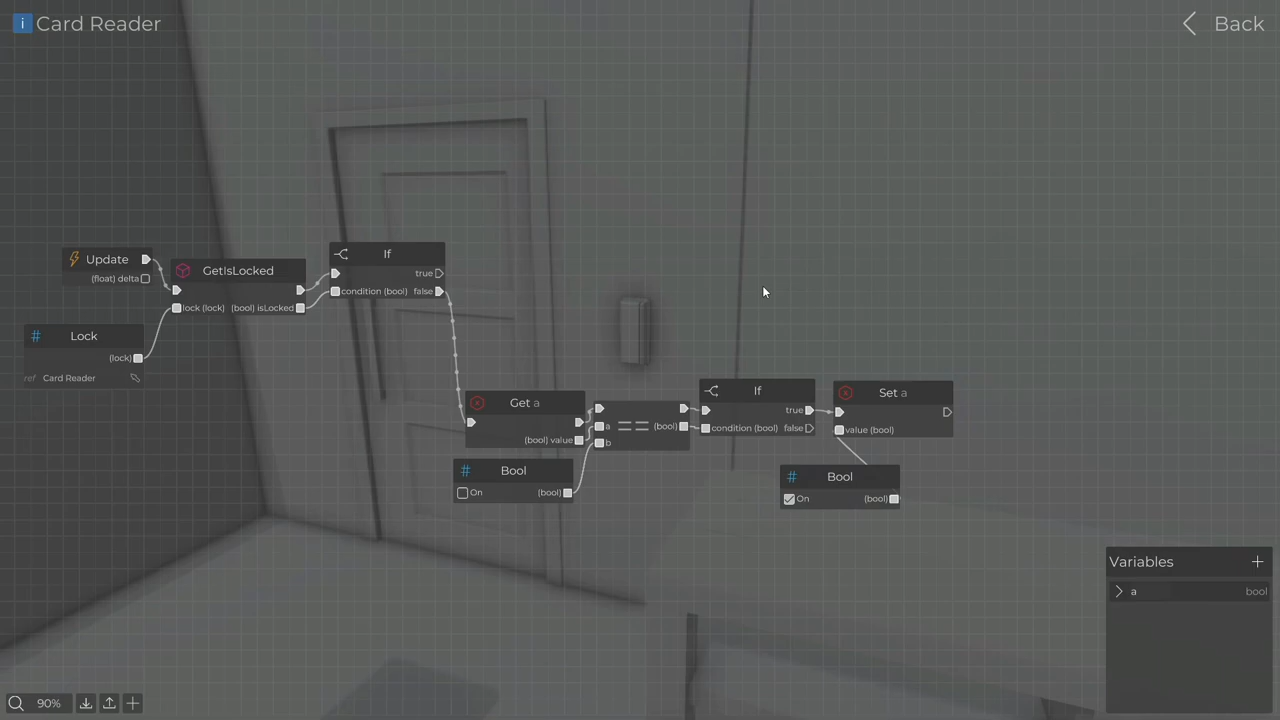 i Card Reader
Back
Update
(float) delta
GetIsLocked
lock (lock) (bool) isLocked
If
true
condition (bool) false
# Lock
(lock)
ref Card Reader
Get a
(bool) value
a == (bool)
b
If
true
condition (bool) false
Set a
value (bool)
# Bool
On (bool)
# Bool
On (bool)
Variables +
a bool
90%